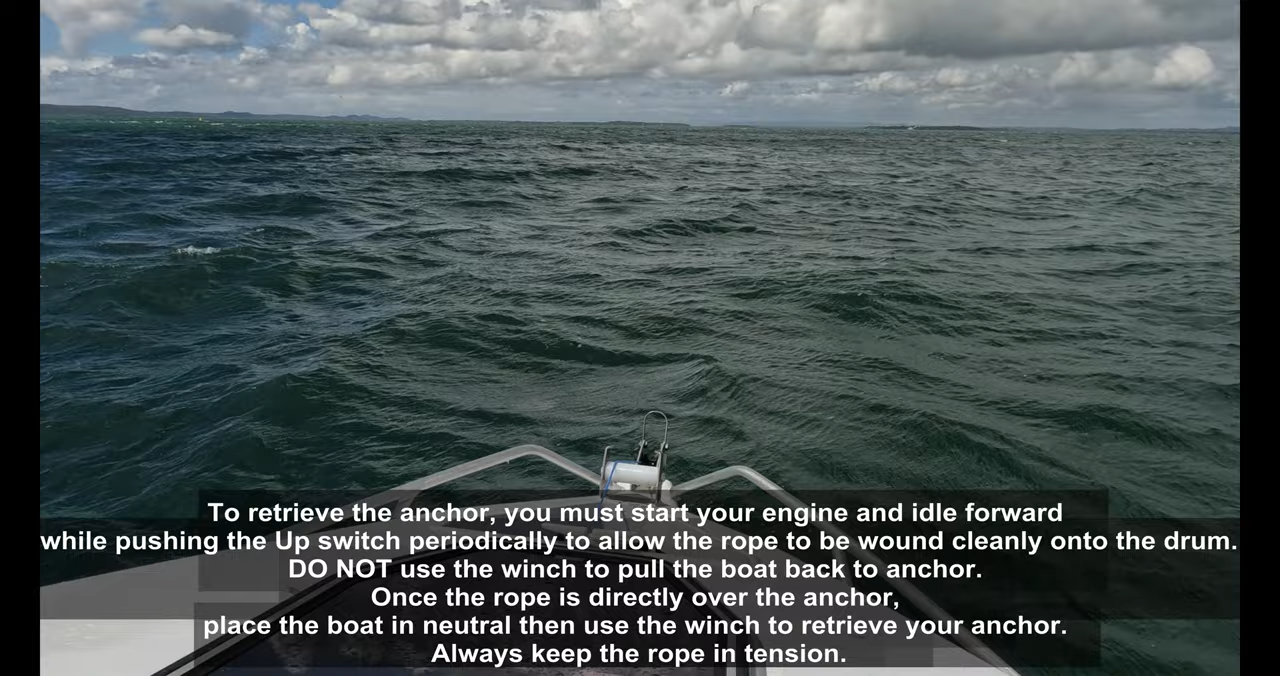 To retrieve the anchor, you must start your engine and idle forward
while pushing the Up switch periodically to allow the rope to be wound cleanly onto the drum.
DO NOT use the winch to pull the boat back to anchor.
Once the rope is directly over the anchor,
place the boat in neutral then use the winch to retrieve your anchor.
Always keep the rope in tension.